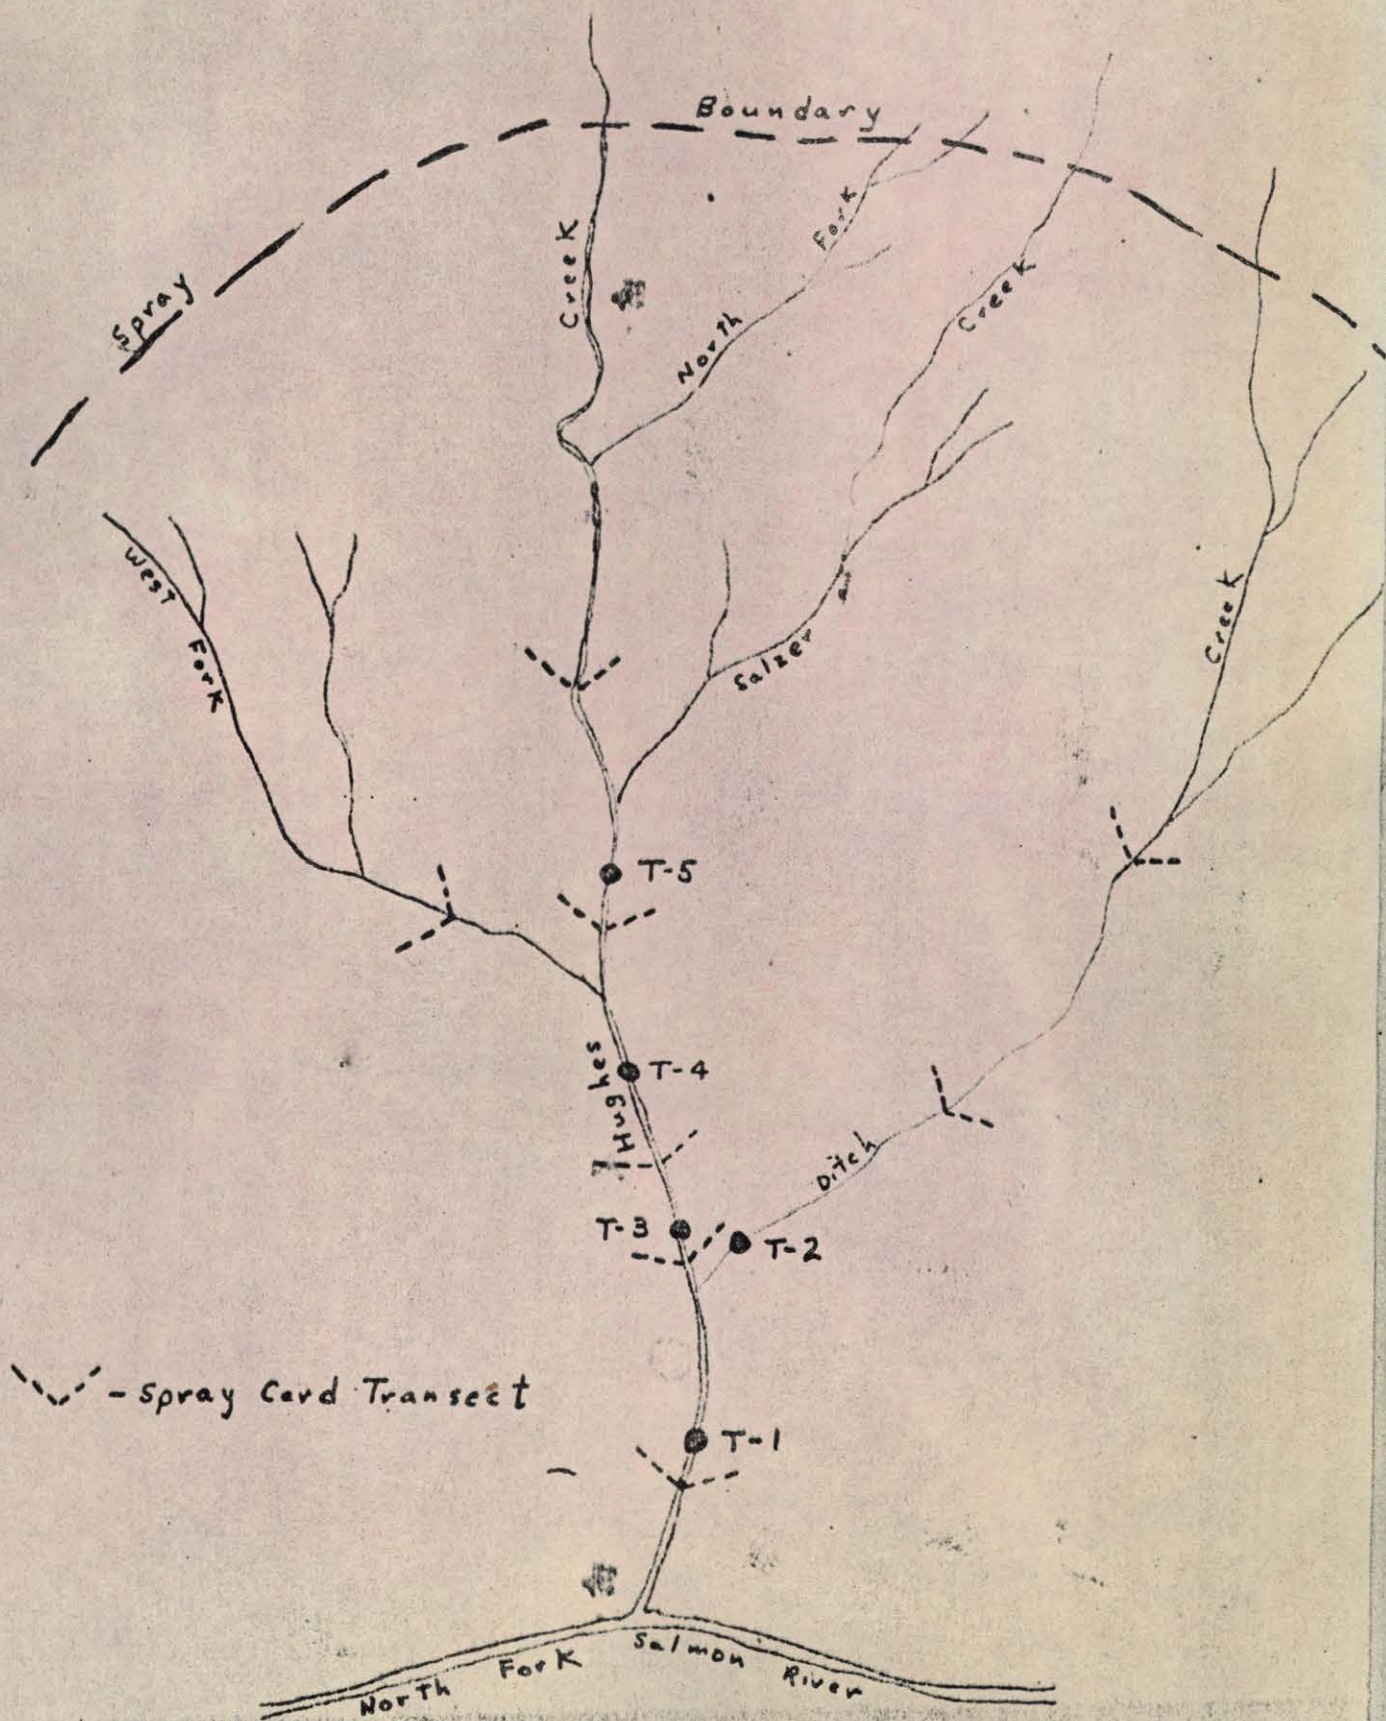 Boundary
Spray
Creek
North Fork
Creek
West Fork
Salzer
Creek
T-5
Hughes
T-4
Ditch
T-3
T-2
- Spray Card Transect
T-1
North Fork Salmon River